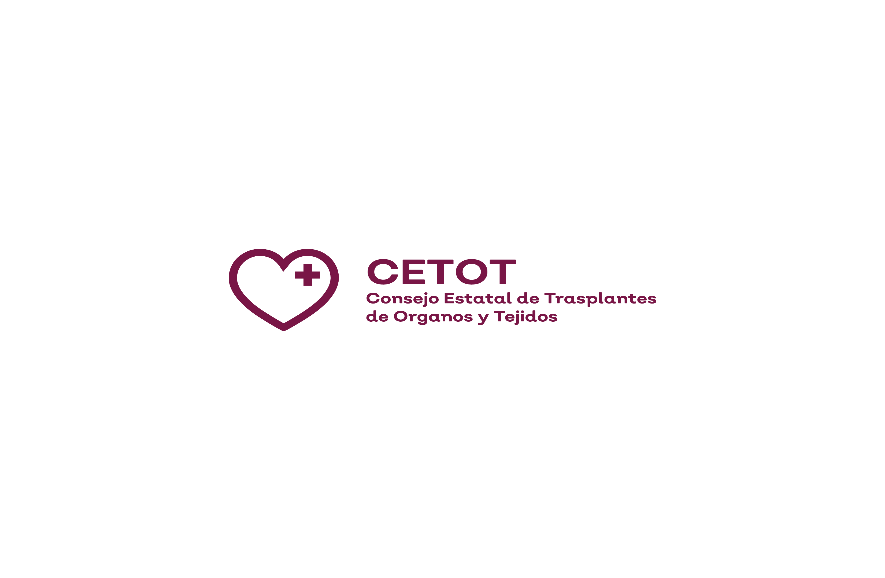 CETOT
Consejo Estatal de Trasplantes
de Organos y Tejidos